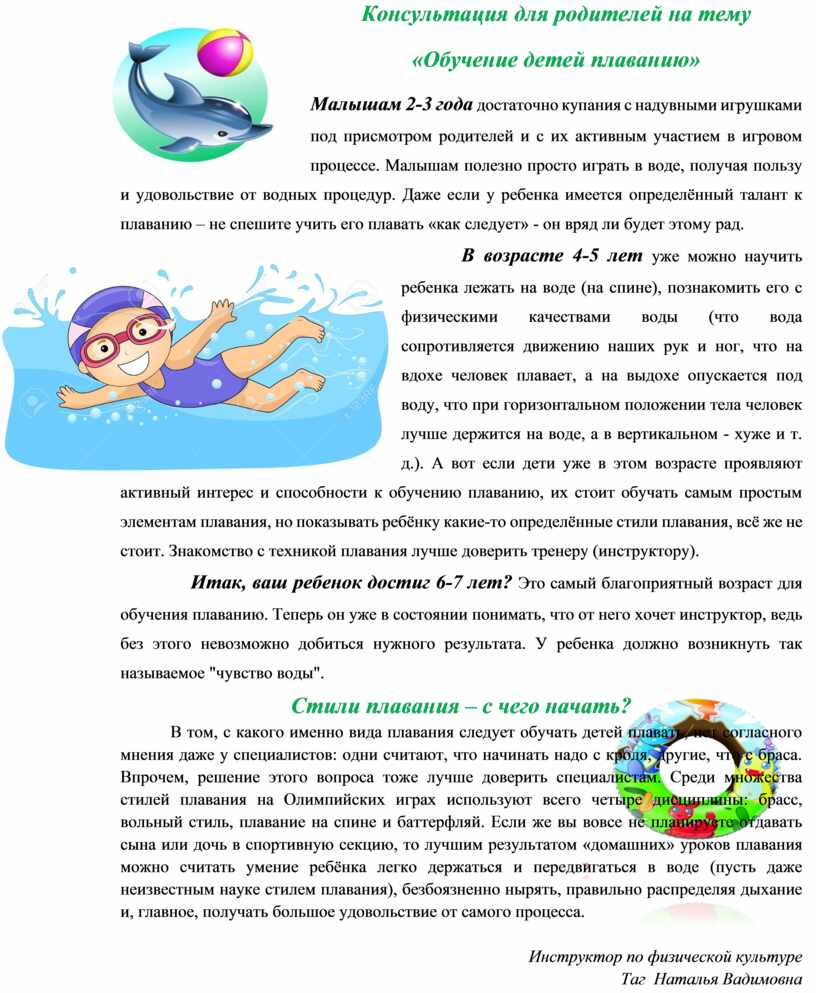 Консультация для родителей на тему
«Обучение детей плаванию»
Малышам 2-3 года достаточно купания с надувными игрушками
под присмотром родителей и с их активным участием в игровом
процессе. Малышам полезно просто играть в воде, получая пользу
и удовольствие от водных процедур. Даже если у ребенка имеется определённый талант к
плаванию – не спешите учить его плавать «как следует» - он вряд ли будет этому рад.
В возрасте 4-5 лет уже можно научить
ребенка лежать на воде (на спине), познакомить его с
физическими качествами воды (что вода
сопротивляется движению наших рук и ног, что на
вдохе человек плавает, а на выдохе опускается под
воду, что при горизонтальном положении тела человек
лучше держится на воде, а в вертикальном - хуже и т.
д.). А вот если дети уже в этом возрасте проявляют
активный интерес и способности к обучению плаванию, их стоит обучать самым простым
элементам плавания, но показывать ребёнку какие-то определённые стили плавания, всё же не
стоит. Знакомство с техникой плавания лучше доверить тренеру (инструктору).
Итак, ваш ребенок достиг 6-7 лет? Это самый благоприятный возраст для
обучения плаванию. Теперь он уже в состоянии понимать, что от него хочет инструктор, ведь
без этого невозможно добиться нужного результата. У ребенка должно возникнуть так
называемое "чувство воды".
Стили плавания – с чего начать?
В том, с какого именно вида плавания следует обучать детей плавать, нет согласного
мнения даже у специалистов: одни считают, что начинать надо с кроля, другие, что с браса.
Впрочем, решение этого вопроса тоже лучше доверить специалистам. Среди множества
стилей плавания на Олимпийских играх используют всего четыре дисциплины: брасс,
вольный стиль, плавание на спине и баттерфляй. Если же вы вовсе не планируете отдавать
сына или дочь в спортивную секцию, то лучшим результатом «домашних» уроков плавания
можно считать умение ребёнка легко держаться и передвигаться в воде (пусть даже
неизвестным науке стилем плавания), безбоязненно нырять, правильно распределяя дыхание
и, главное, получать большое удовольствие от самого процесса.
Инструктор по физической культуре
Таг Наталья Вадимовна